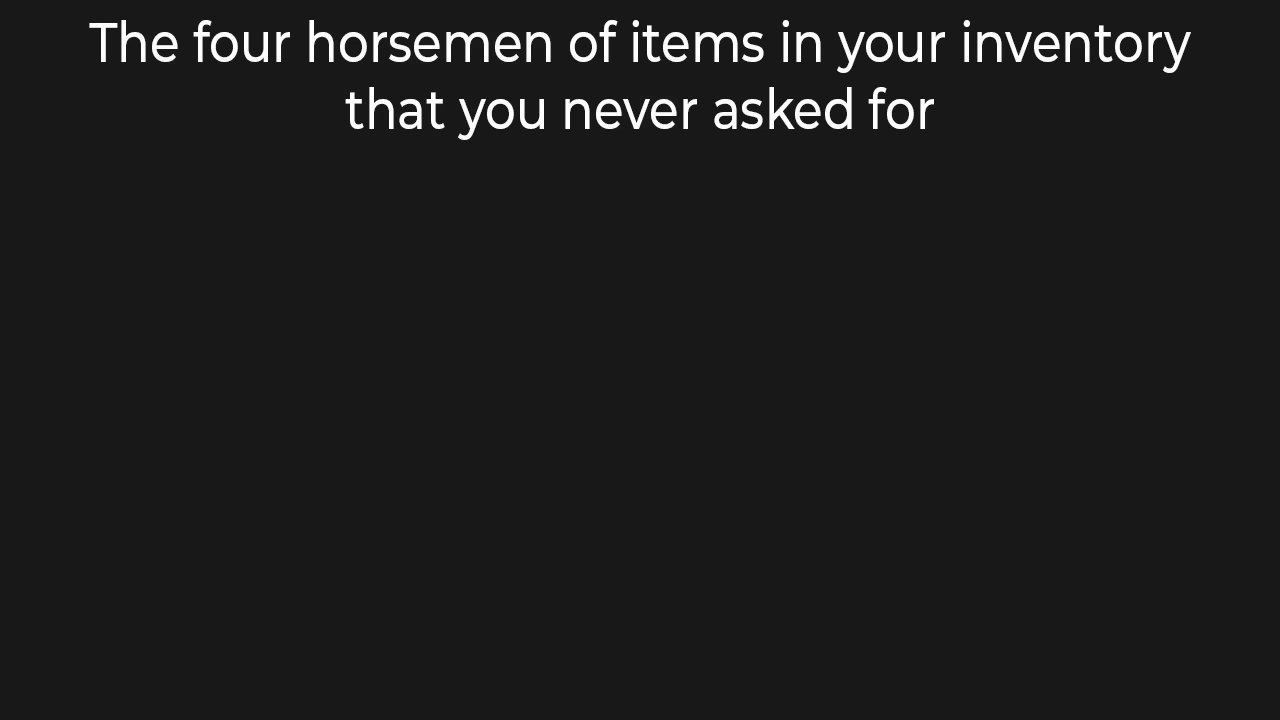 The four horsemen of items in your inventory
that you never asked for